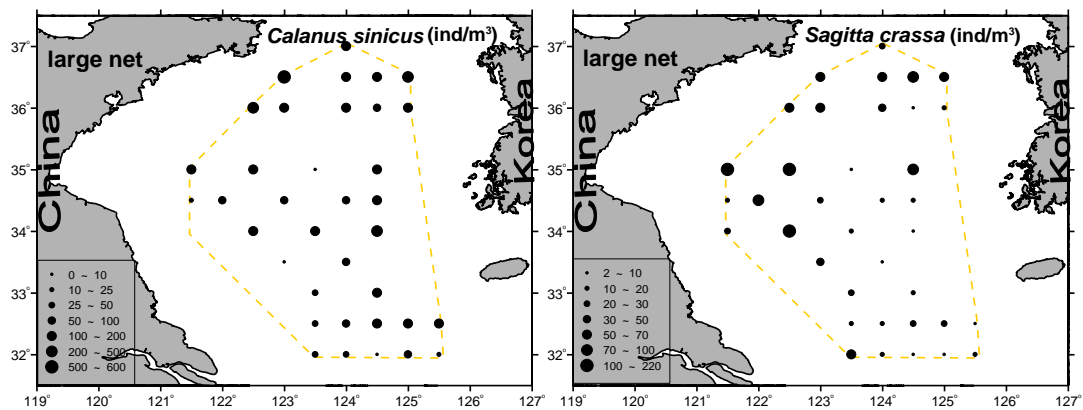 Calanus sinicus (ind/m³)
large net
China
Korea
37°
36°
35°
34°
33°
32°
0 ~ 10
10 ~ 25
25 ~ 50
50 ~ 100
100 ~ 200
200 ~ 500
500 ~ 600
119° 120° 121° 122° 123° 124° 125° 126° 127°
Sagitta crassa (ind/m³)
large net
China
Korea
37°
36°
35°
34°
33°
32°
2 ~ 10
10 ~ 20
20 ~ 30
30 ~ 50
50 ~ 70
70 ~ 100
100 ~ 220
119° 120° 121° 122° 123° 124° 125° 126° 127°